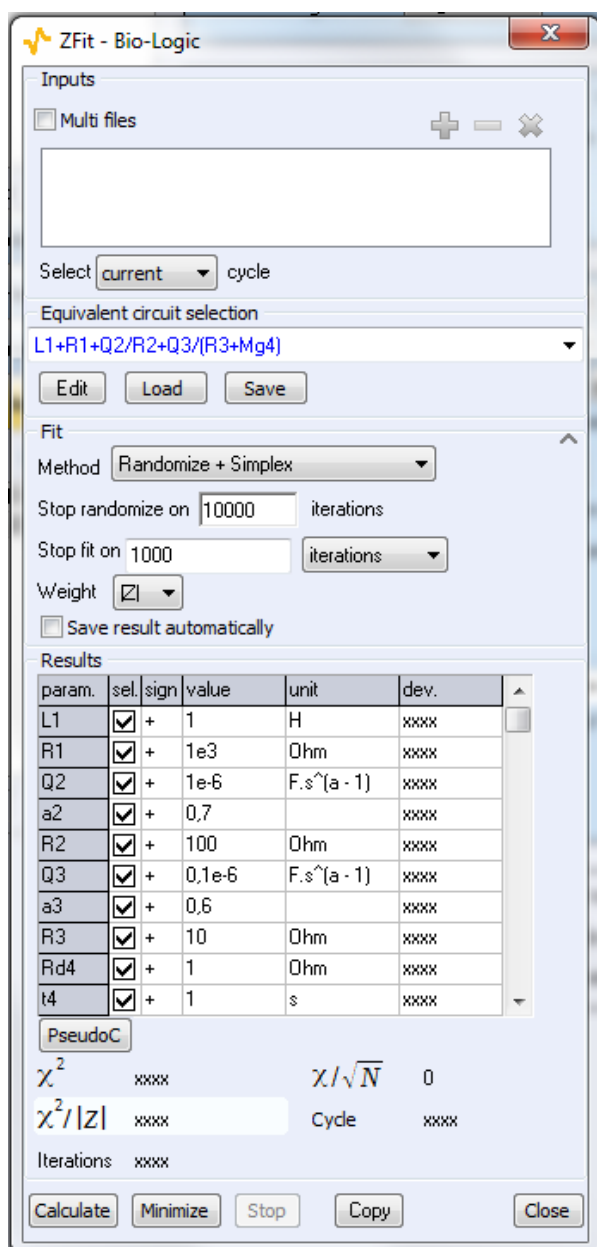 ZFit - Bio-Logic
Inputs
Multi files
Select current cycle
Equivalent circuit selection
L1+R1+Q2/R2+Q3/(R3+Mg4)
Edit Load Save
Fit
Method Randomize + Simplex
Stop randomize on 10000 iterations
Stop fit on 1000 iterations
Weight |Z|
Save result automatically
Results
param. sel. sign value unit dev.
L1 + 1 H xxxx
R1 + 1e3 Ohm xxxx
Q2 + 1e-6 F.s^(a - 1) xxxx
a2 + 0,7 xxxx
R2 + 100 Ohm xxxx
Q3 + 0,1e-6 F.s^(a - 1) xxxx
a3 + 0,6 xxxx
R3 + 10 Ohm xxxx
Rd4 + 1 Ohm xxxx
t4 + 1 s xxxx
PseudoC
χ² xxxx χ/√N 0
χ²/|Z| xxxx Cycle xxxx
Iterations xxxx
Calculate Minimize Stop Copy Close